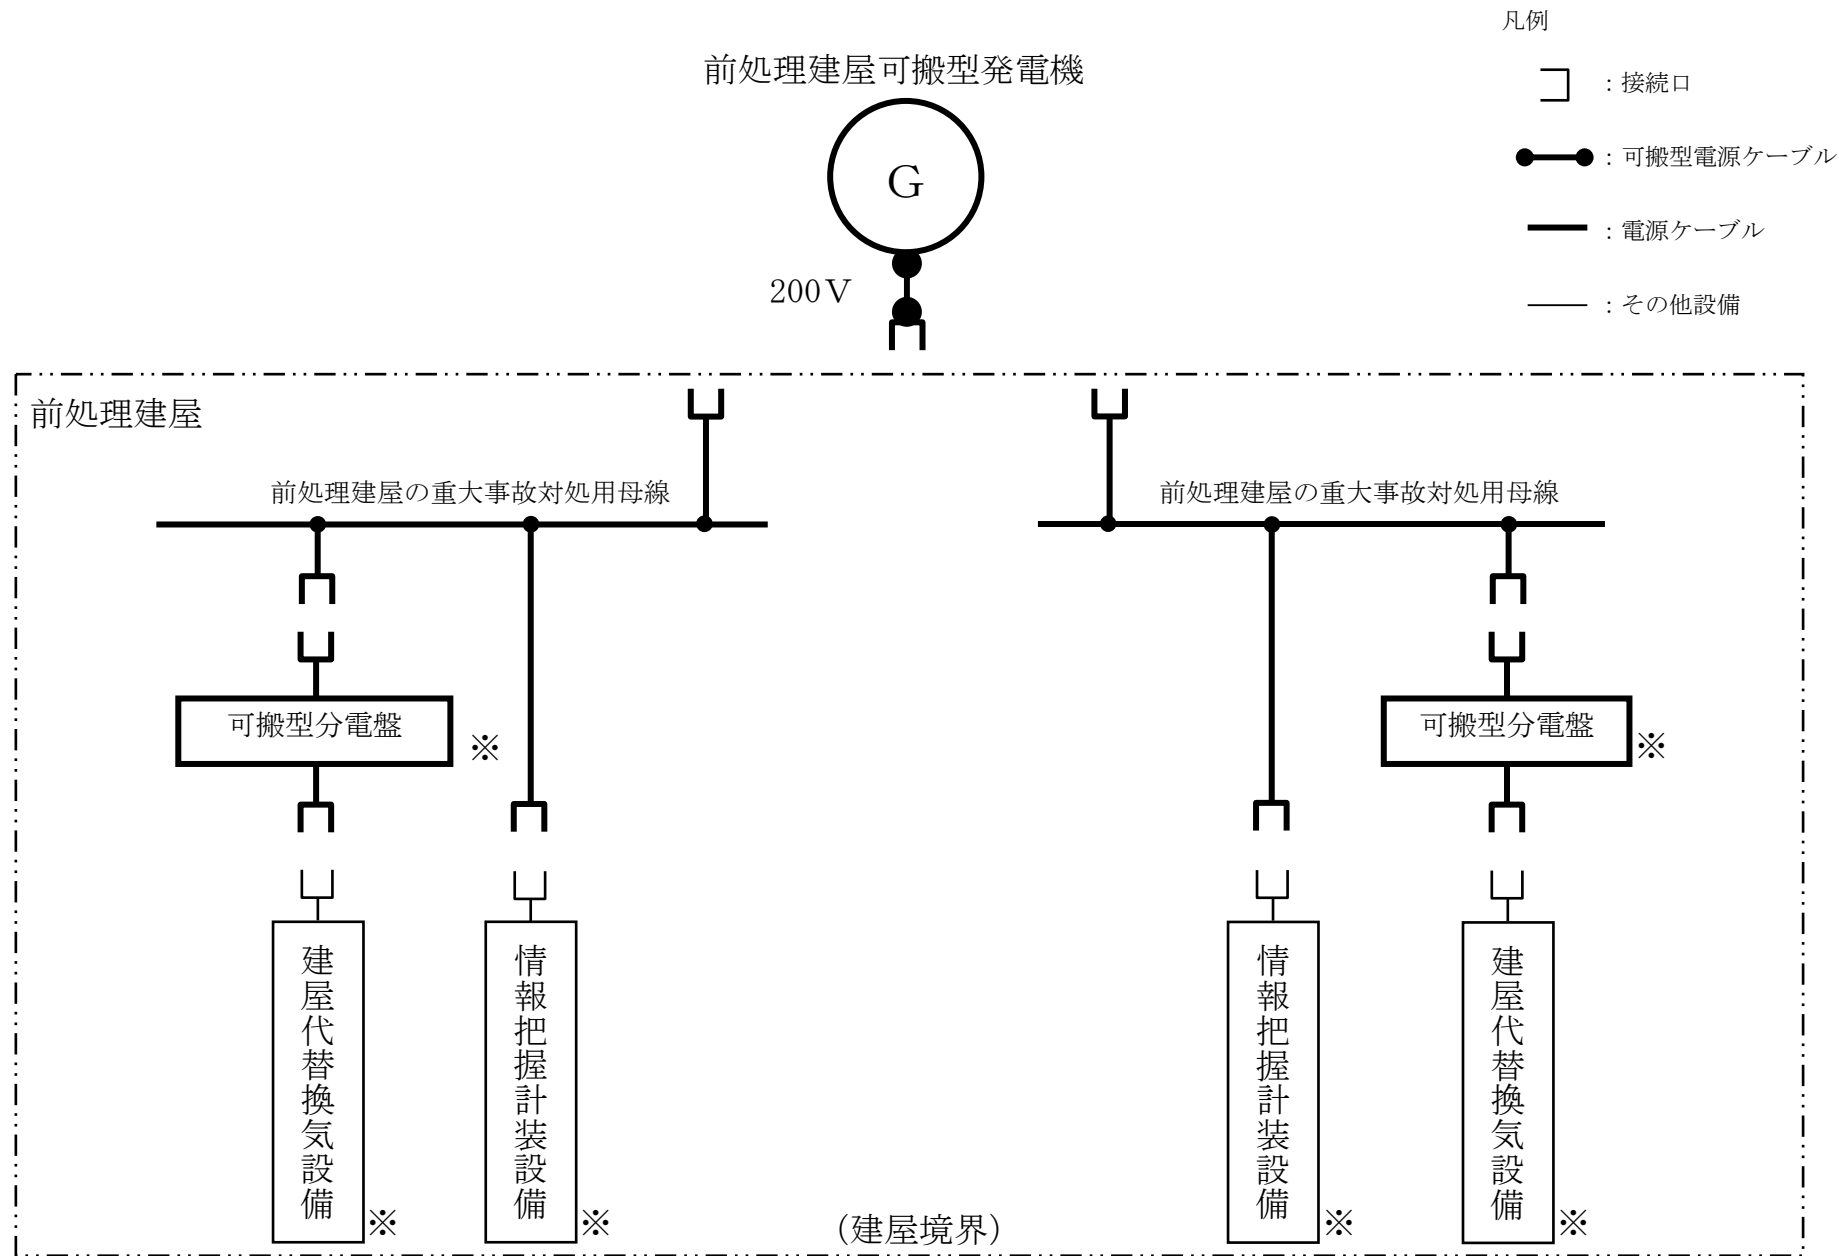 凡例
前処理建屋可搬型発電機
：接続口
G
：可搬型電源ケーブル
：電源ケーブル
200V
：その他設備
前処理建屋
前処理建屋の重大事故対処用母線
前処理建屋の重大事故対処用母線
可搬型分電盤
※
可搬型分電盤
※
建屋代替換気設備
※
情報把握計装設備
※
情報把握計装設備
※
建屋代替換気設備
※
(建屋境界)